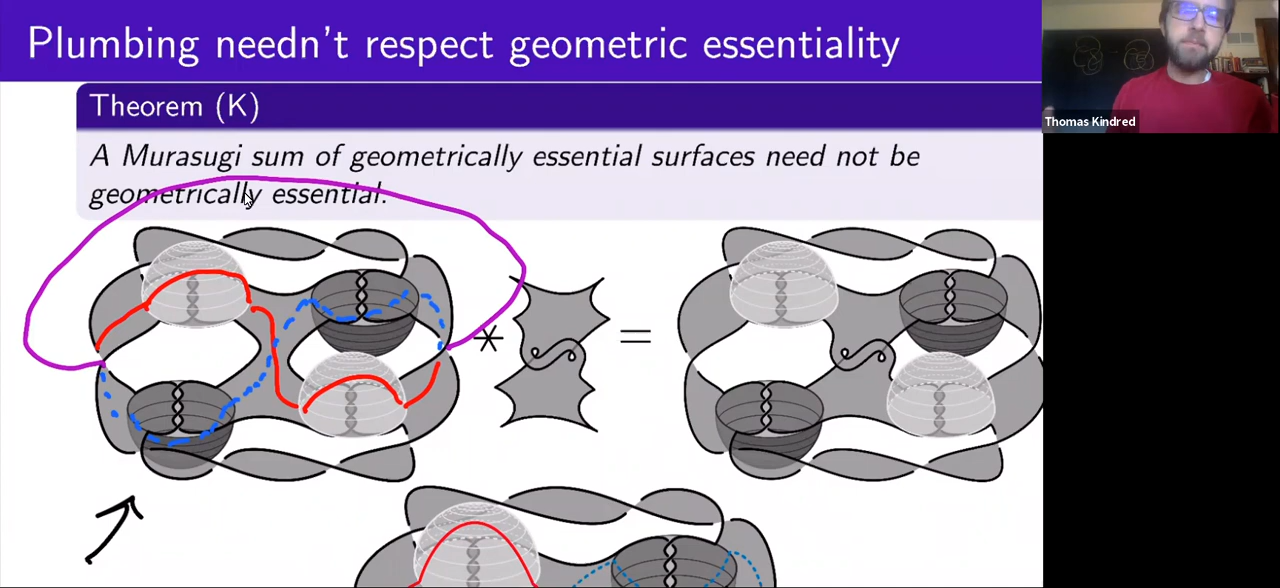 Plumbing needn't respect geometric essentiality
Theorem (K)
A Murasugi sum of geometrically essential surfaces need not be
geometrically essential.
* =
Thomas Kindred